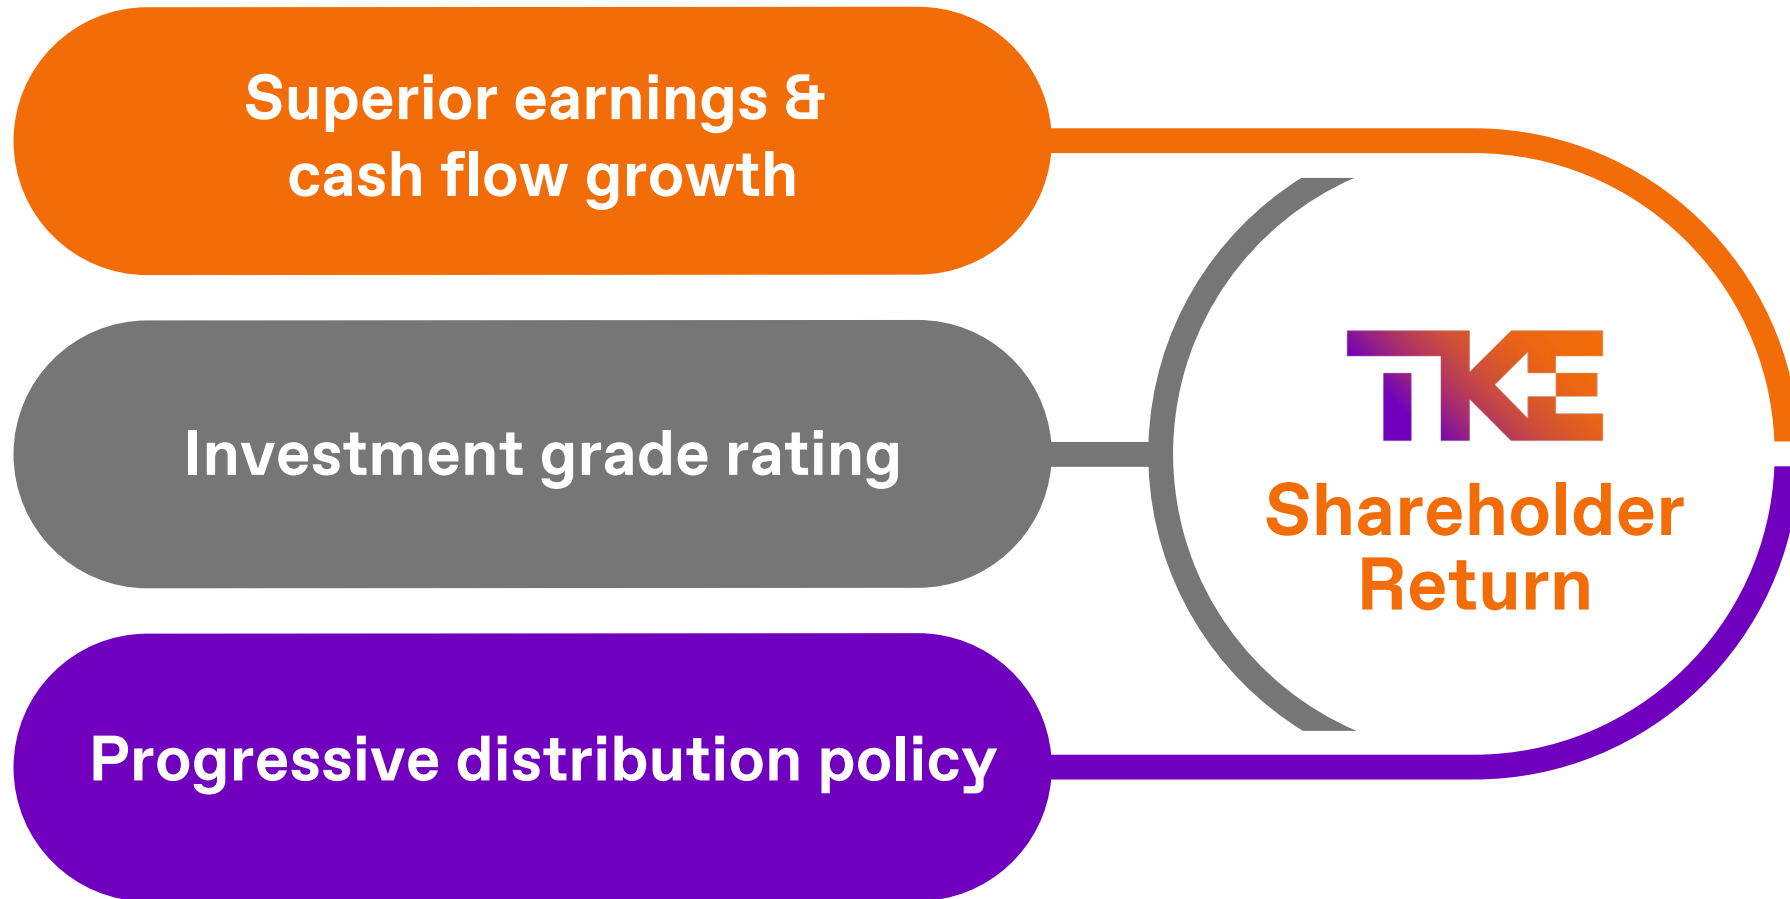 Superior earnings &
cash flow growth
Investment grade rating
Progressive distribution policy
TKE
Shareholder
Return